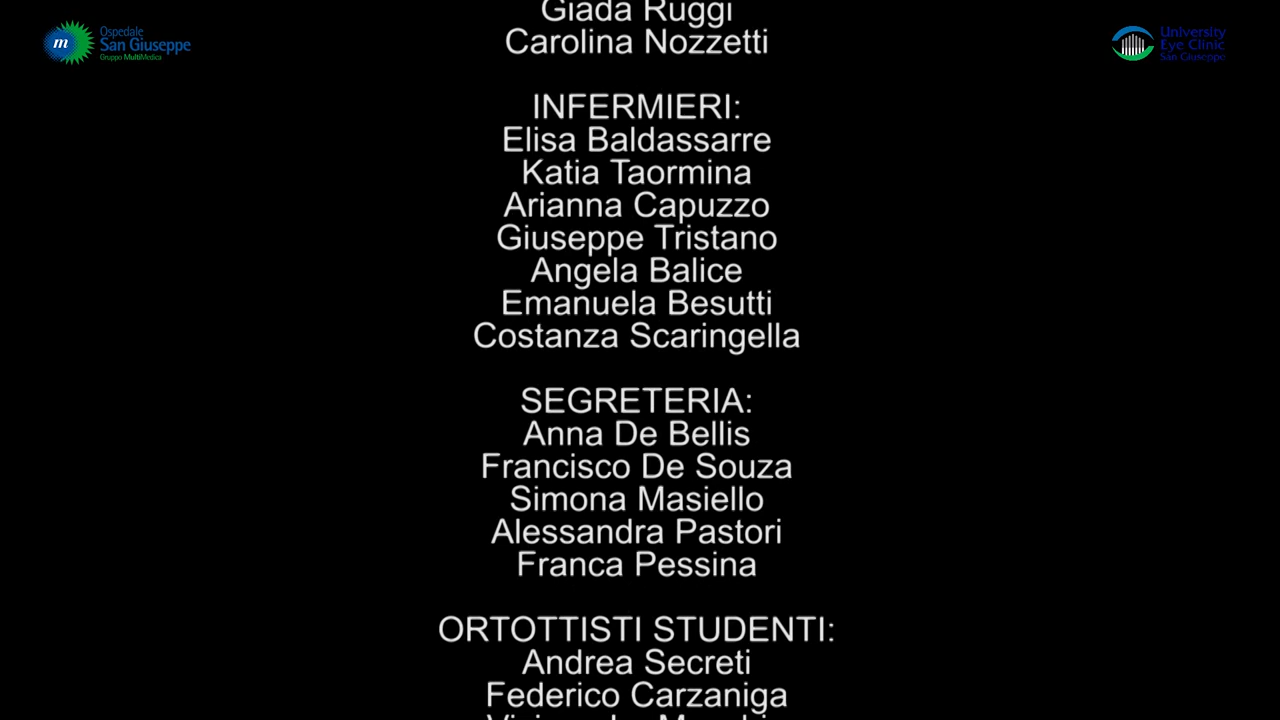 Giada Ruggi
Carolina Nozzetti
Ospedale
San Giuseppe
Gruppo MultiMedica
m
University
Eye Clinic
San Giuseppe
INFERMIERI:
Elisa Baldassarre
Katia Taormina
Arianna Capuzzo
Giuseppe Tristano
Angela Balice
Emanuela Besutti
Costanza Scaringella
SEGRETERIA:
Anna De Bellis
Francisco De Souza
Simona Masiello
Alessandra Pastori
Franca Pessina
ORTOTTISTI STUDENTI:
Andrea Secreti
Federico Carzaniga